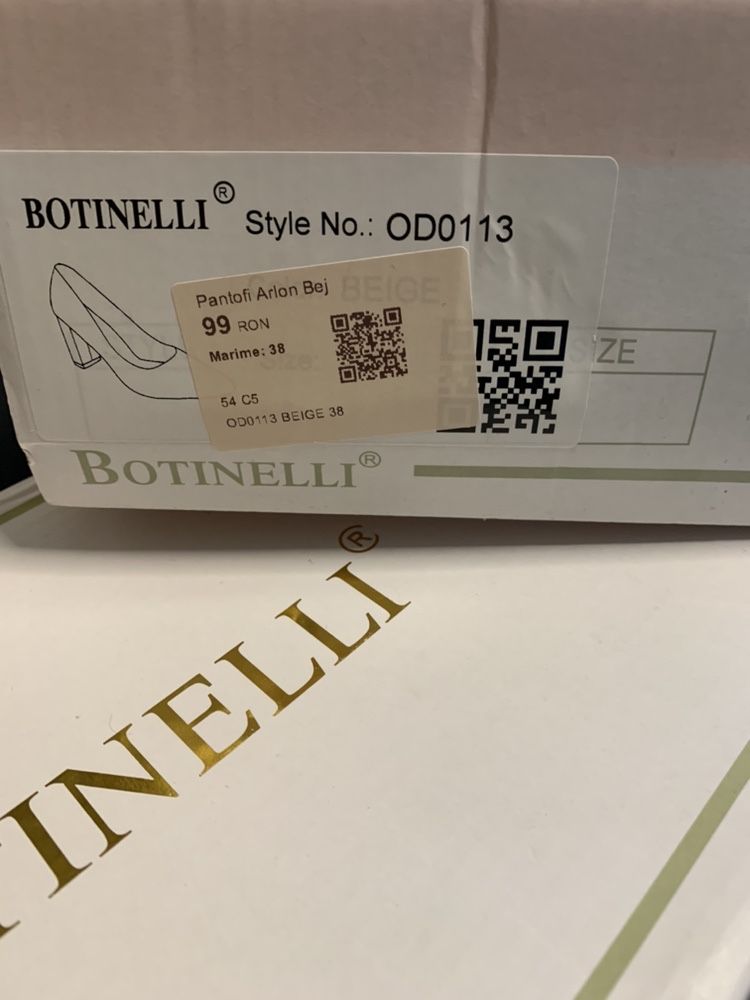 BOTINELLI® Style No.: OD0113
BEIGE
Pantofi Arlon Bej
99 RON
Marime: 38
Size:
SIZE
54 C5
OD0113 BEIGE 38
BOTINELLI®
TINELLI®